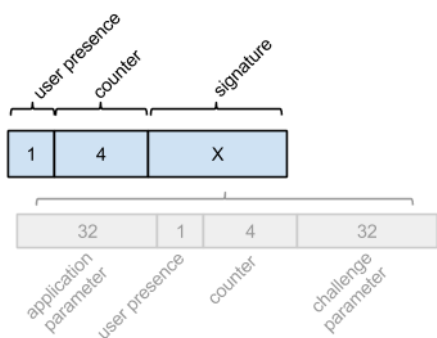 user presence
counter
signature
1 4 X
32 1 4 32
application
parameter
user presence
counter
challenge
parameter